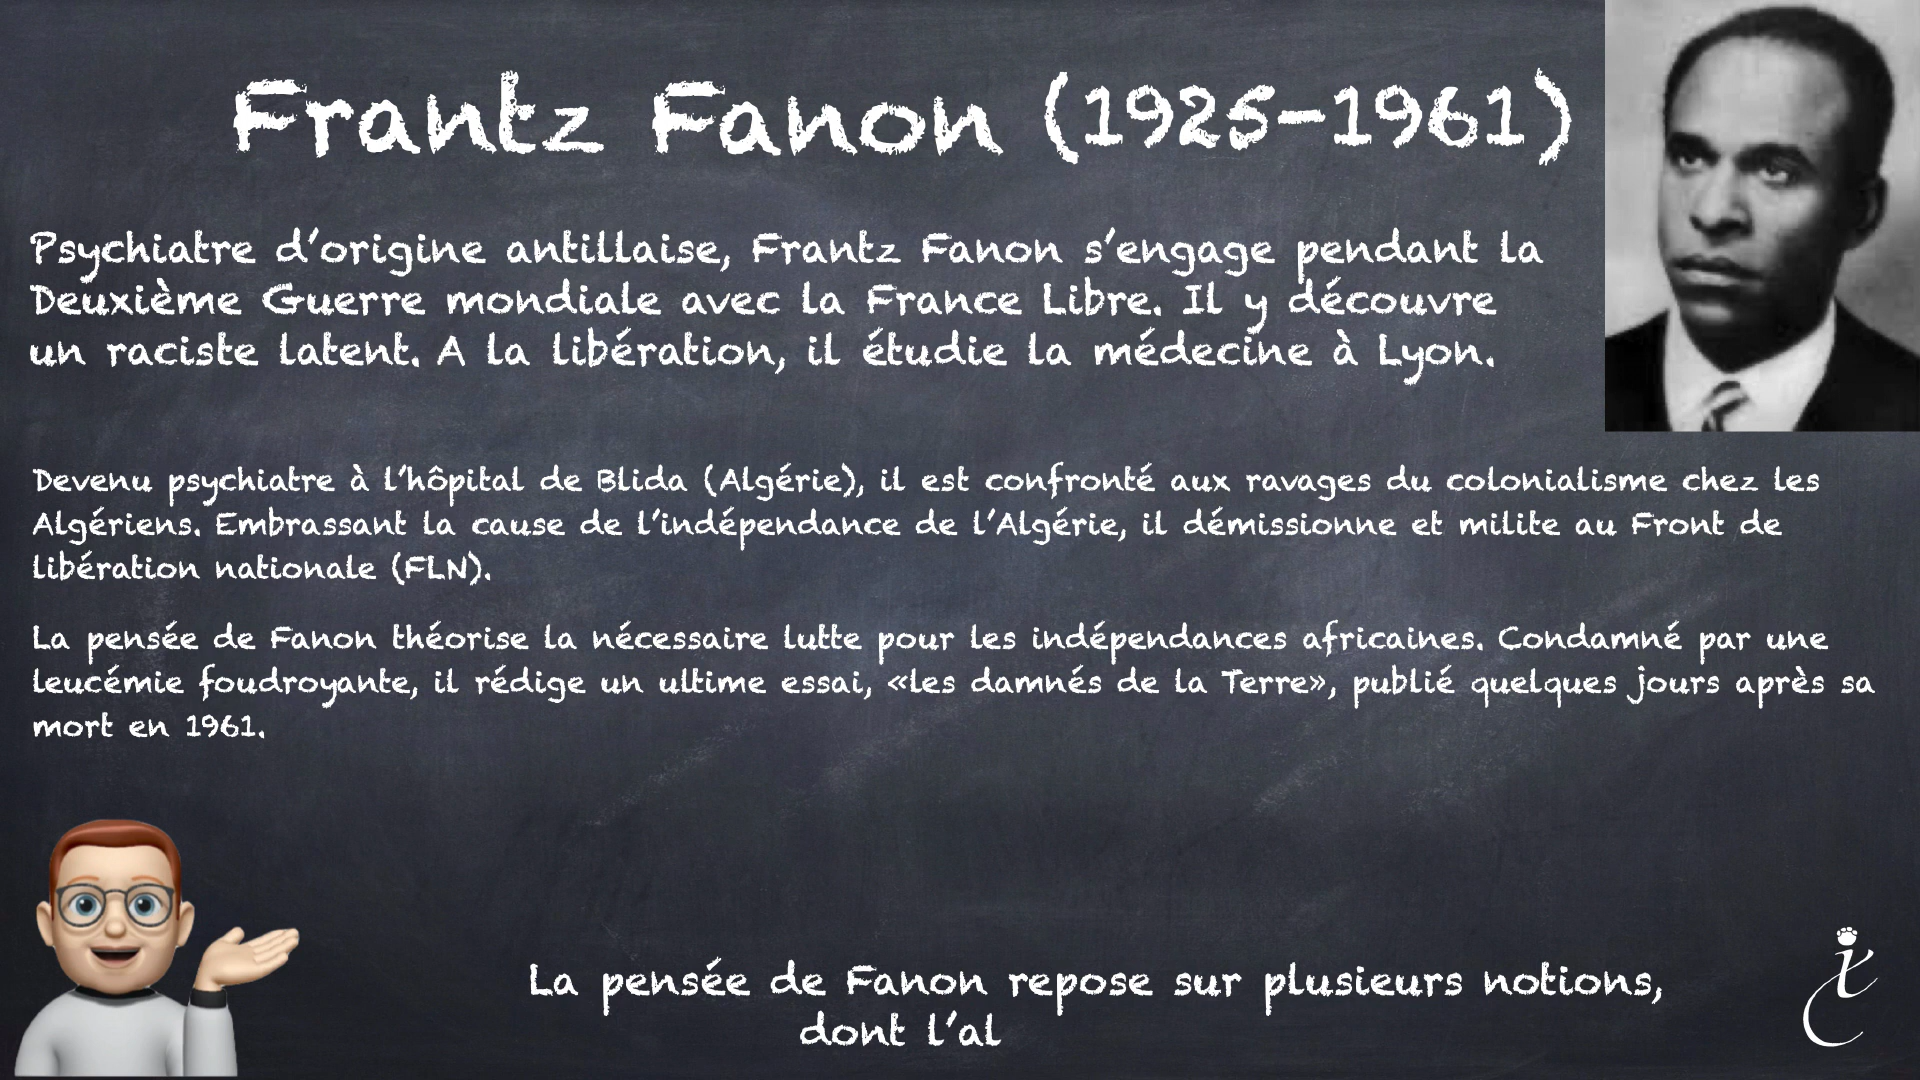 Frantz Fanon (1925-1961)
Psychiatre d’origine antillaise, Frantz Fanon s’engage pendant la
Deuxième Guerre mondiale avec la France Libre. Il y découvre
un raciste latent. A la libération, il étudie la médecine à Lyon.
Devenu psychiatre à l’hôpital de Blida (Algérie), il est confronté aux ravages du colonialisme chez les
Algériens. Embrassant la cause de l’indépendance de l’Algérie, il démissionne et milite au Front de
libération nationale (FLN).
La pensée de Fanon théorise la nécessaire lutte pour les indépendances africaines. Condamné par une
leucémie foudroyante, il rédige un ultime essai, «les damnés de la Terre», publié quelques jours après sa
mort en 1961.
La pensée de Fanon repose sur plusieurs notions,
dont l’al